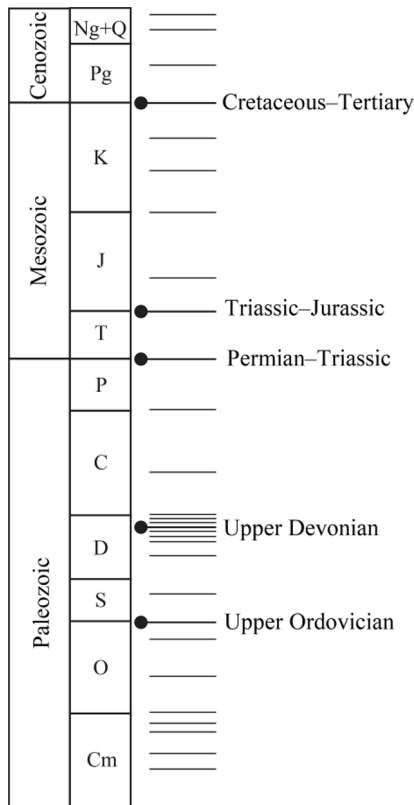 Cenozoic
Ng+Q
Pg
Cretaceous–Tertiary
Mesozoic
K
J
Triassic–Jurassic
T
Permian–Triassic
Paleozoic
P
C
Upper Devonian
D
S
Upper Ordovician
O
Cm